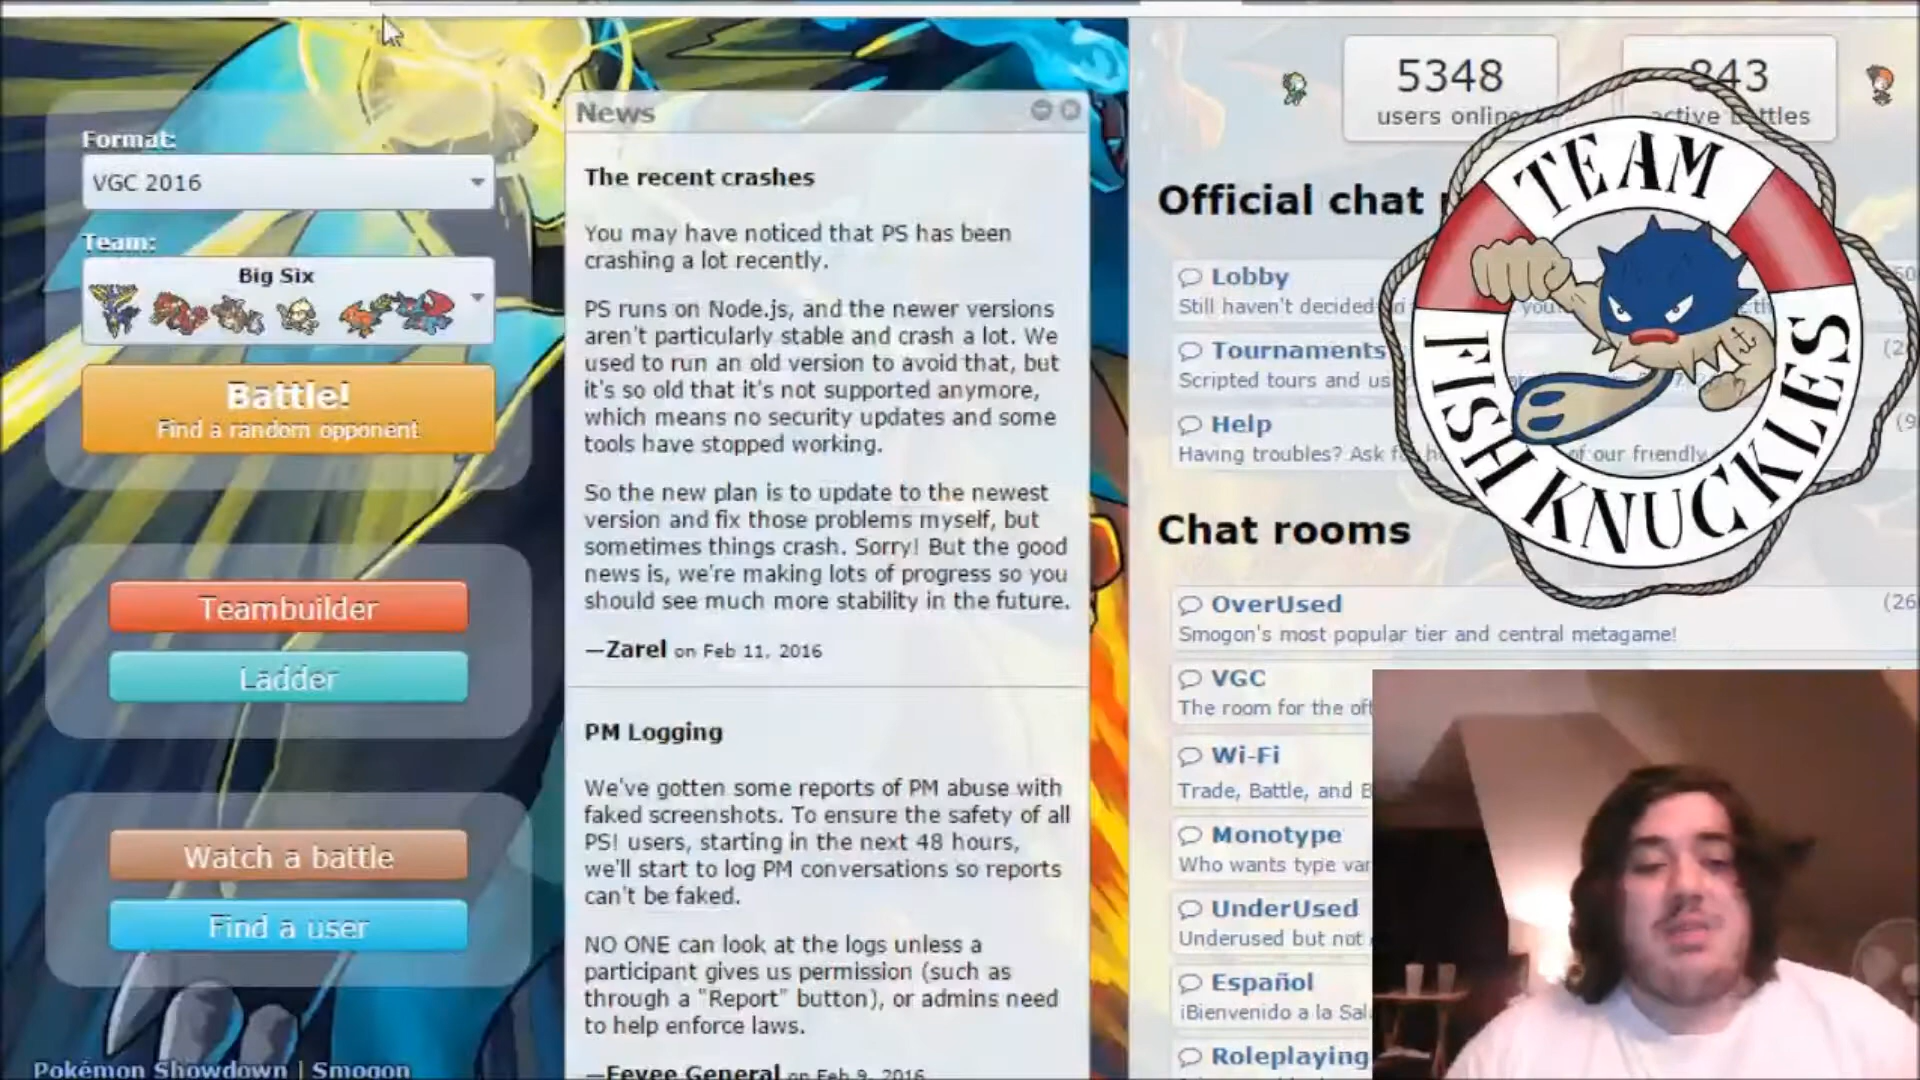 Format:
VGC 2016
Team:
Big Six
Battle!
Find a random opponent
Teambuilder
Ladder
Watch a battle
Find a user
Pokémon Showdown | Smogon
News
The recent crashes
You may have noticed that PS has been
crashing a lot recently.
PS runs on Node.js, and the newer versions
aren't particularly stable and crash a lot. We
used to run an old version to avoid that, but
it's so old that it's not supported anymore,
which means no security updates and some
tools have stopped working.
So the new plan is to update to the newest
version and fix those problems myself, but
sometimes things crash. Sorry! But the good
news is, we're making lots of progress so you
should see much more stability in the future.
—Zarel on Feb 11, 2016
PM Logging
We've gotten some reports of PM abuse with
faked screenshots. To ensure the safety of all
PS! users, starting in the next 48 hours,
we'll start to log PM conversations so reports
can't be faked.
NO ONE can look at the logs unless a
participant gives us permission (such as
through a "Report" button), or admins need
to help enforce laws.
—Eevee General on Feb 9, 2016
5348
users online
843
active battles
Official chat
Lobby
Still haven't decided
Tournaments
Scripted tours and
Help
Having troubles? Ask
of our friendly
Chat rooms
OverUsed
(26
Smogon's most popular tier and central metagame!
VGC
The room for the
Wi-Fi
Trade, Battle, and
Monotype
Who wants type
UnderUsed
Underused but not
Español
¡Bienvenido a la
Roleplaying
TEAM
FISH KNUCKLES